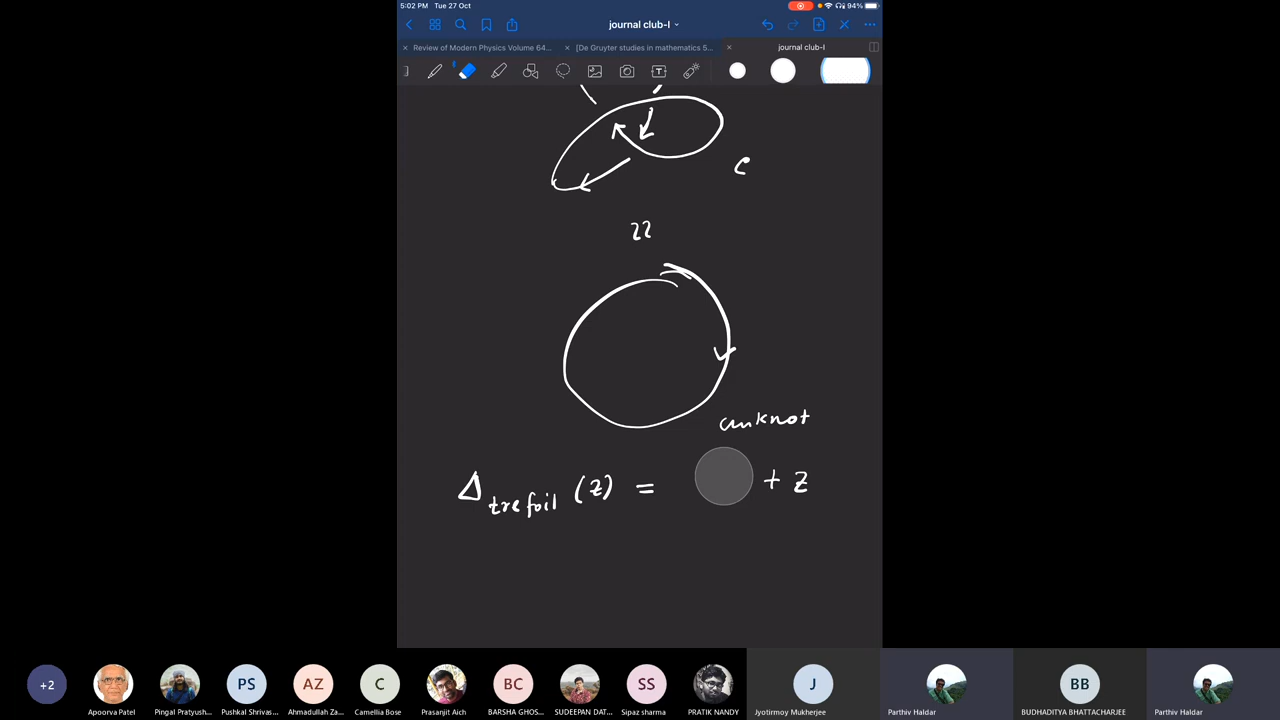 5:02 PM Tue 27 Oct
94%
journal club-I
Review of Modern Physics Volume 64...
[De Gruyter studies in mathematics 5...
journal club-I
C
22
unknot
Δ trefoil (z) = + z
+2
Apoorva Patel
Pingal Pratyush...
PS
Pushkal Shrivas...
AZ
Ahmadullah Za...
C
Camellia Bose
Prasanjit Aich
BC
BARSHA GHOS...
SUDEEPAN DAT...
SS
Sipaz sharma
PRATIK NANDY
J
Jyotirmoy Mukherjee
Parthiv Haldar
BB
BUDHADITYA BHATTACHARJEE
Parthiv Haldar